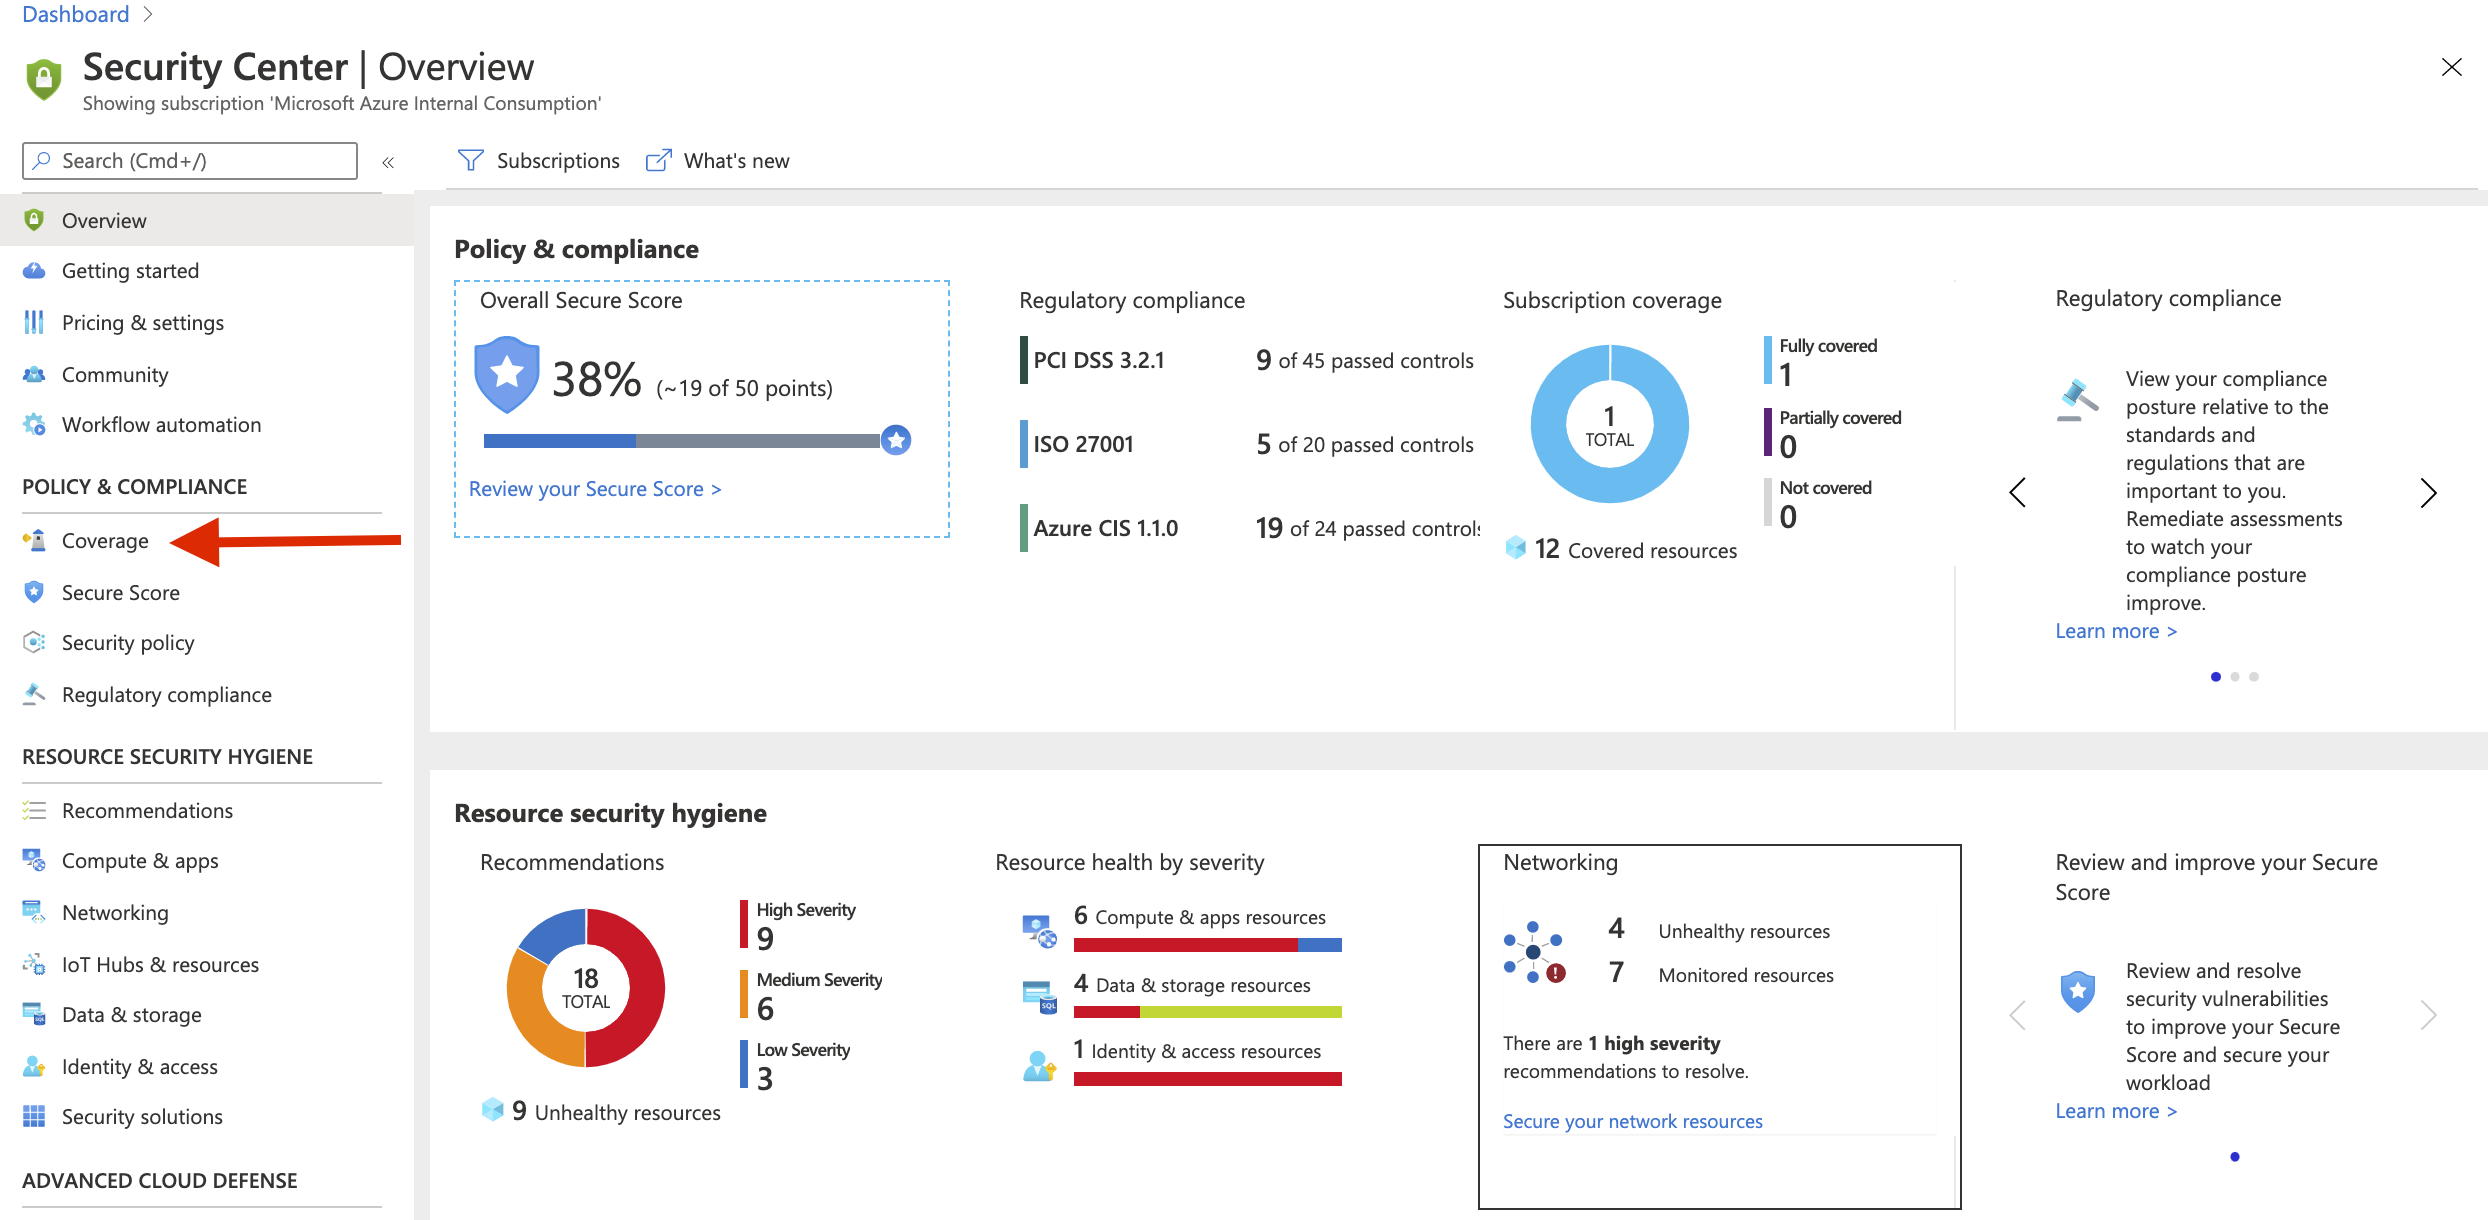 Dashboard >
Security Center | Overview
Showing subscription 'Microsoft Azure Internal Consumption'
Search (Cmd+/)
«
Subscriptions
What's new
Overview
Getting started
Pricing & settings
Community
Workflow automation
POLICY & COMPLIANCE
Coverage
Secure Score
Security policy
Regulatory compliance
RESOURCE SECURITY HYGIENE
Recommendations
Compute & apps
Networking
IoT Hubs & resources
Data & storage
Identity & access
Security solutions
ADVANCED CLOUD DEFENSE
Policy & compliance
Overall Secure Score
38% (~19 of 50 points)
Review your Secure Score >
Regulatory compliance
PCI DSS 3.2.1 9 of 45 passed controls
ISO 27001 5 of 20 passed controls
Azure CIS 1.1.0 19 of 24 passed controls
Subscription coverage
1
TOTAL
Fully covered
1
Partially covered
0
Not covered
0
12 Covered resources
Regulatory compliance
View your compliance
posture relative to the
standards and
regulations that are
important to you.
Remediate assessments
to watch your
compliance posture
improve.
Learn more >
Resource security hygiene
Recommendations
18
TOTAL
High Severity
9
Medium Severity
6
Low Severity
3
9 Unhealthy resources
Resource health by severity
6 Compute & apps resources
4 Data & storage resources
SQL
1 Identity & access resources
Networking
4 Unhealthy resources
7 Monitored resources
There are 1 high severity
recommendations to resolve.
Secure your network resources
Review and improve your Secure
Score
Review and resolve
security vulnerabilities
to improve your Secure
Score and secure your
workload
Learn more >